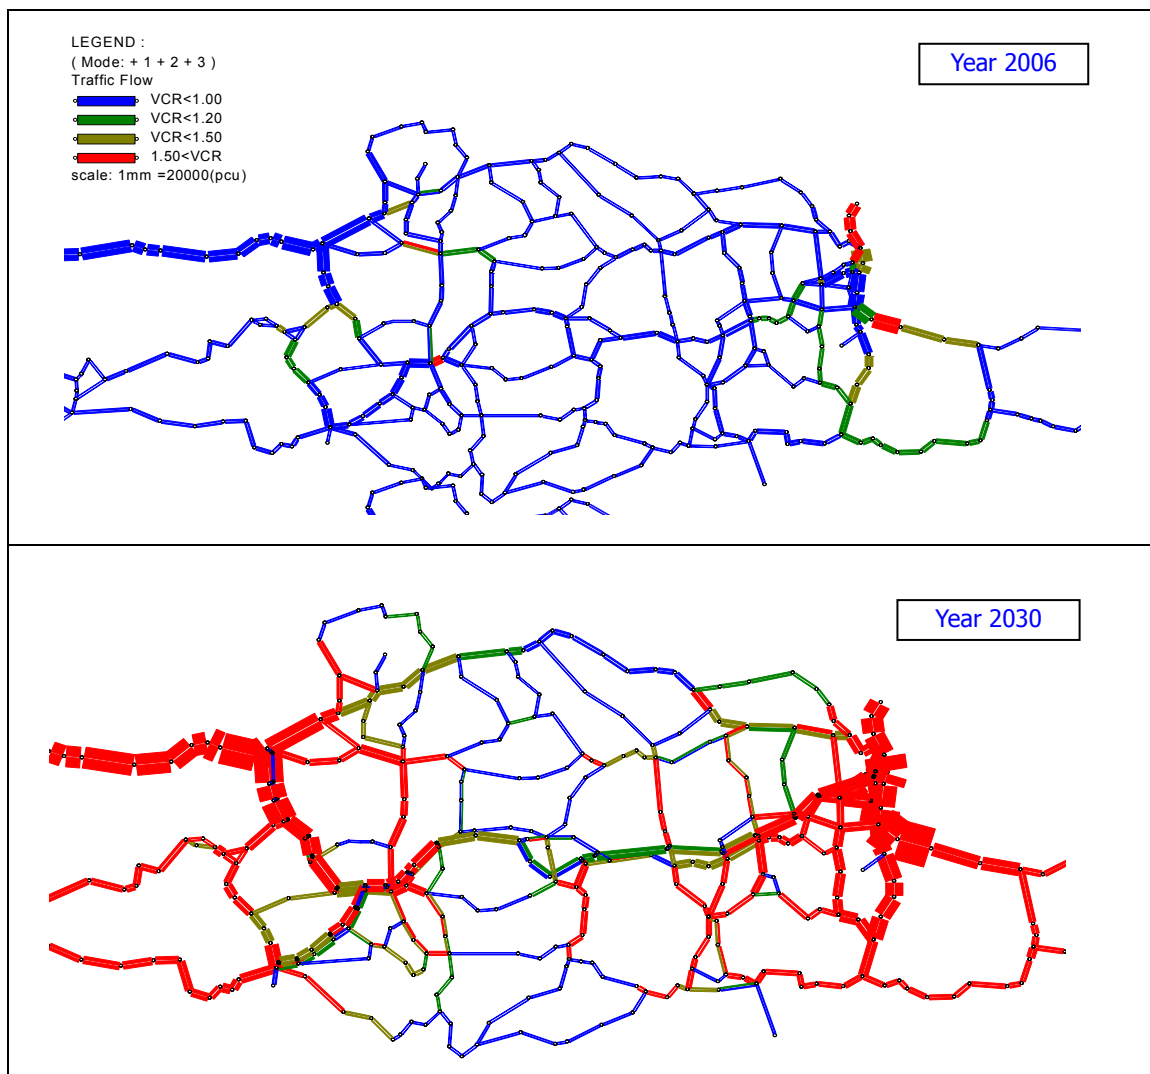 LEGEND :
( Mode: + 1 + 2 + 3 )
Traffic Flow
VCR<1.00
VCR<1.20
VCR<1.50
1.50<VCR
scale: 1mm =20000(pcu)
Year 2006
Year 2030